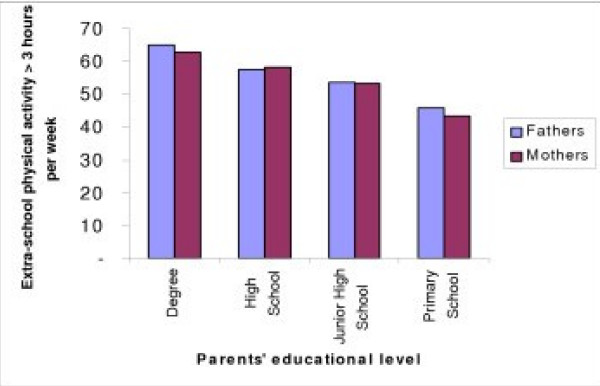 Extra-school physical activity > 3 hours
per week
70
60
50
40
30
20
10
-
Degree
High
School
Junior High
School
Primary
School
Parents' educational level
Fathers
Mothers